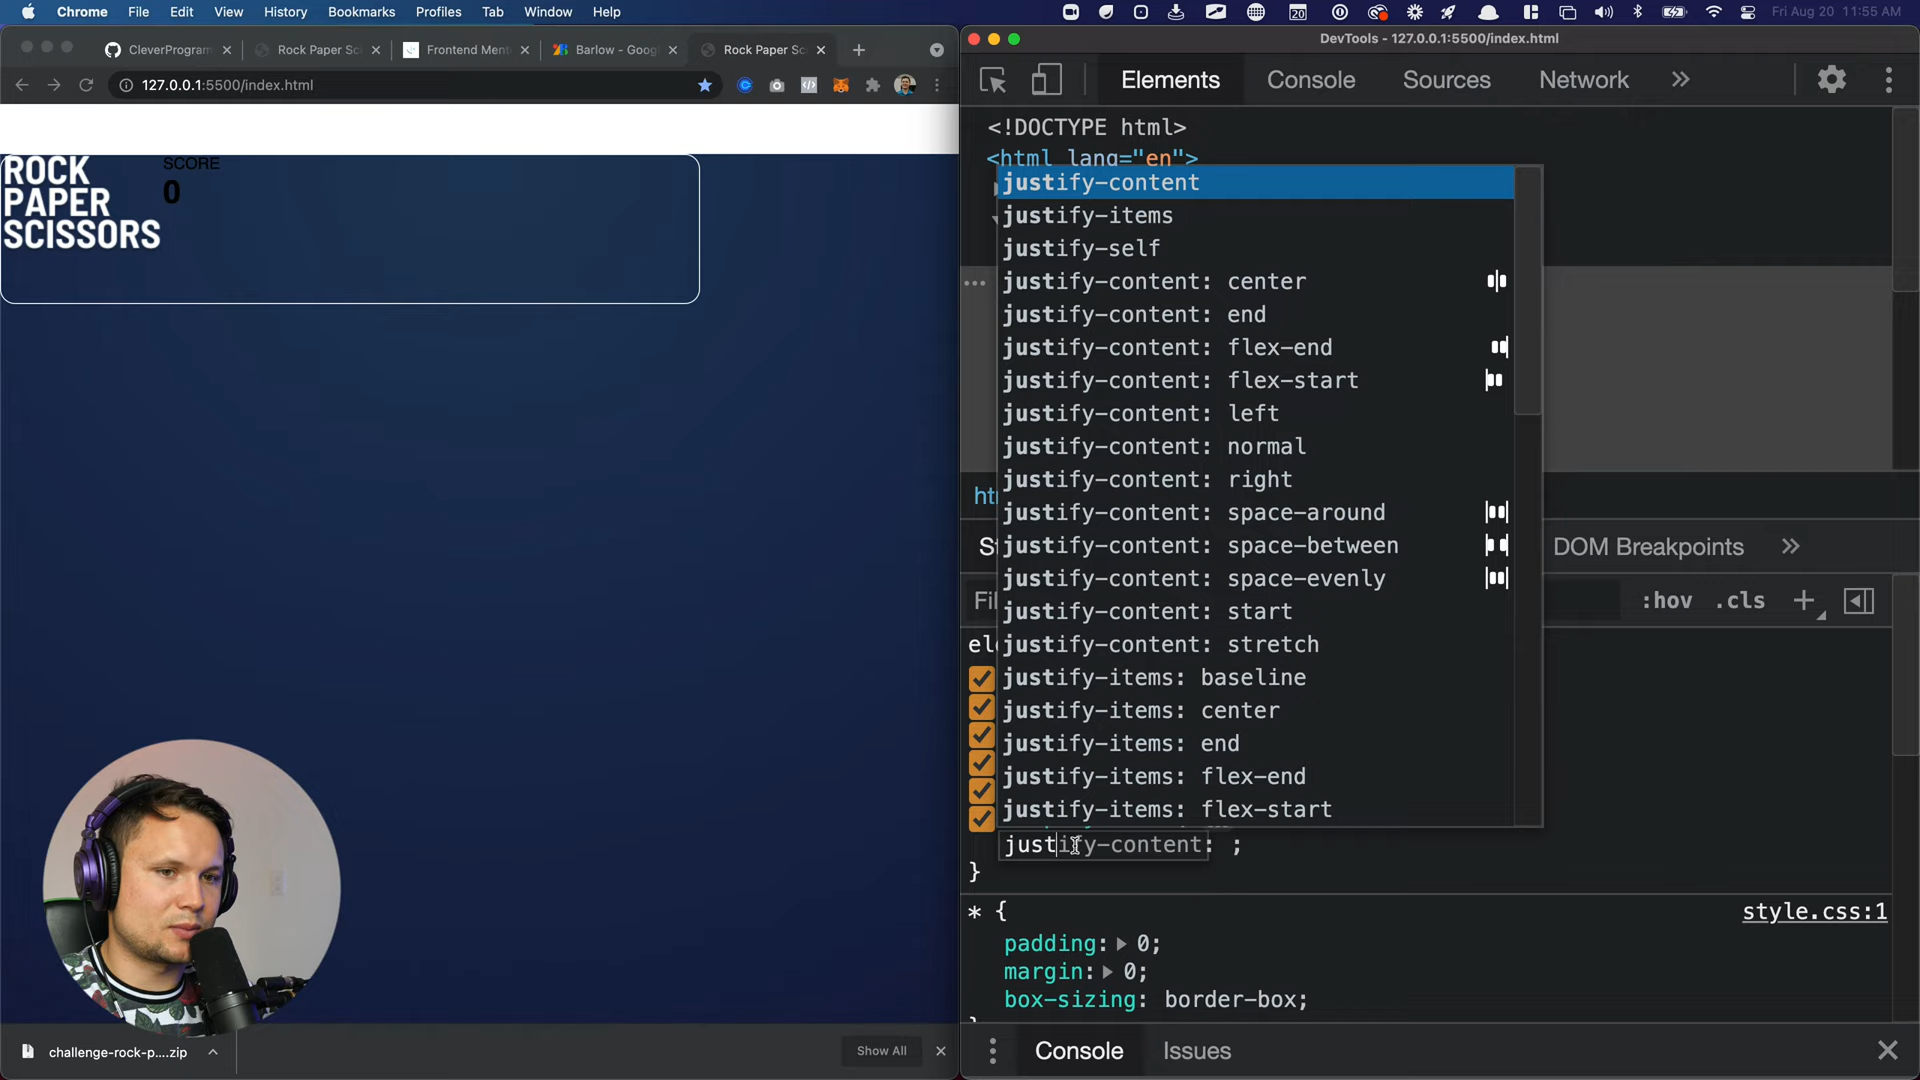 Chrome File Edit View History Bookmarks Profiles Tab Window Help
20
Fri Aug 20 11:55 AM
CleverProgram
Rock Paper Sci
Frontend Ment
Barlow - Goog
Rock Paper Sc
127.0.0.1:5500/index.html
ROCK
PAPER
SCISSORS
SCORE
0
challenge-rock-p....zip
Show All
DevTools - 127.0.0.1:5500/index.html
Elements Console Sources Network
<!DOCTYPE html>
<html lang="en">
justify-content
justify-items
justify-self
justify-content: center
justify-content: end
justify-content: flex-end
justify-content: flex-start
justify-content: left
justify-content: normal
justify-content: right
justify-content: space-around
justify-content: space-between
justify-content: space-evenly
justify-content: start
justify-content: stretch
justify-items: baseline
justify-items: center
justify-items: end
justify-items: flex-end
justify-items: flex-start
DOM Breakpoints
:hov .cls
justify-content: ;
}
* {
style.css:1
padding: 0;
margin: 0;
box-sizing: border-box;
Console Issues